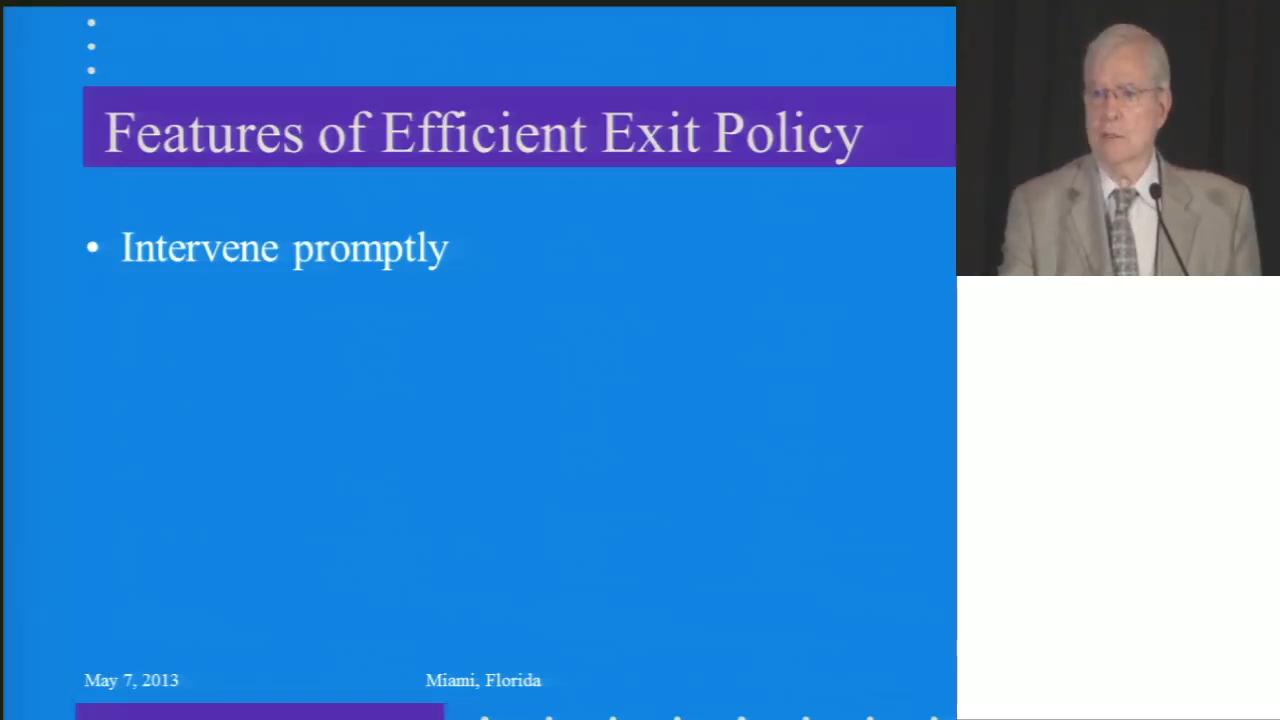 Features of Efficient Exit Policy
• Intervene promptly
May 7, 2013
Miami, Florida